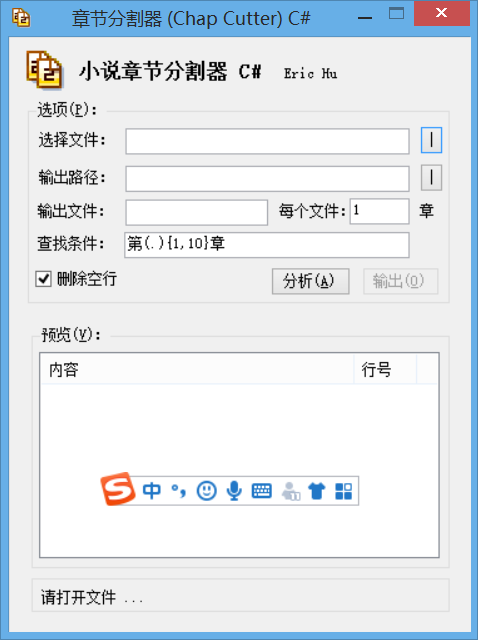 章节分割器 (Chap Cutter) C#
小说章节分割器 C# Eric Hu
选项(P):
选择文件:
输出路径:
输出文件: 每个文件: 1 章
查找条件: 第(.){1,10}章
删除空行 分析(A) 输出(O)
预览(V):
内容 行号
中
请打开文件 ...